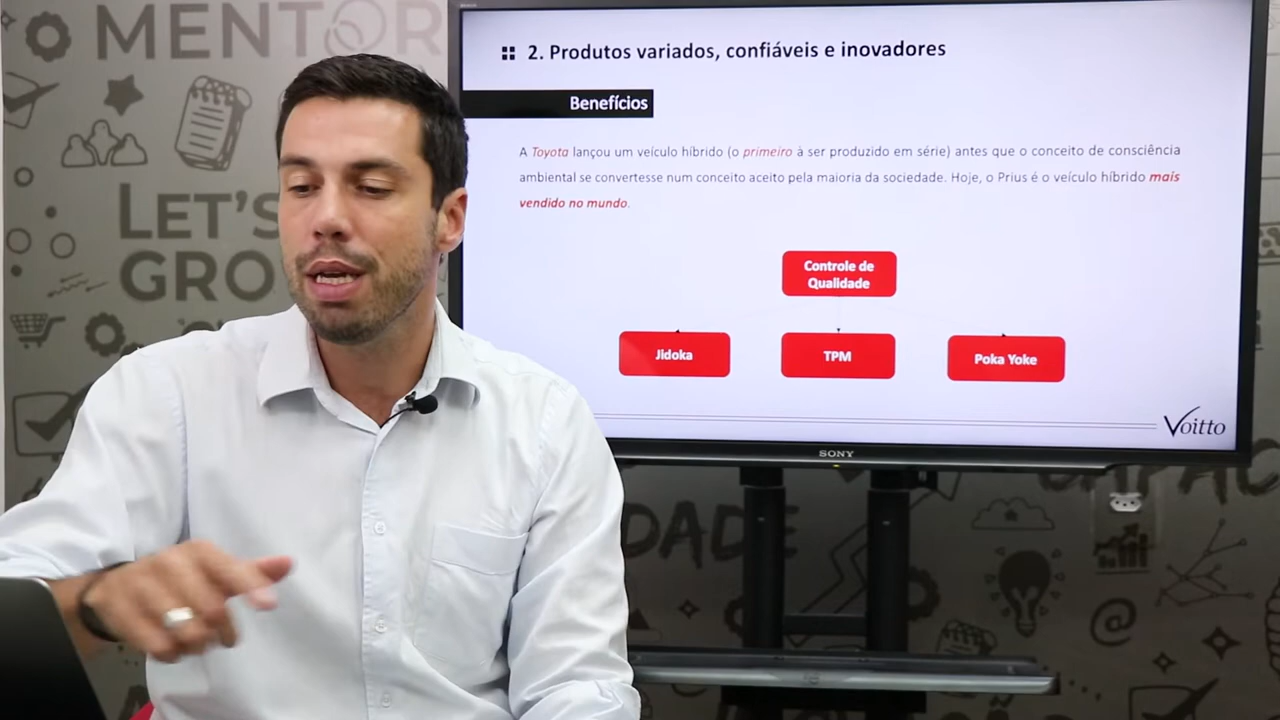 MENTOR
LET'S
GRO
2. Produtos variados, confiáveis e inovadores
Benefícios
A Toyota lançou um veículo híbrido (o primeiro à ser produzido em série) antes que o conceito de consciência
ambiental se convertesse num conceito aceito pela maioria da sociedade. Hoje, o Prius é o veículo híbrido mais
vendido no mundo.
Controle de
Qualidade
Jidoka
TPM
Poka Yoke
Voitto
SONY
DADE